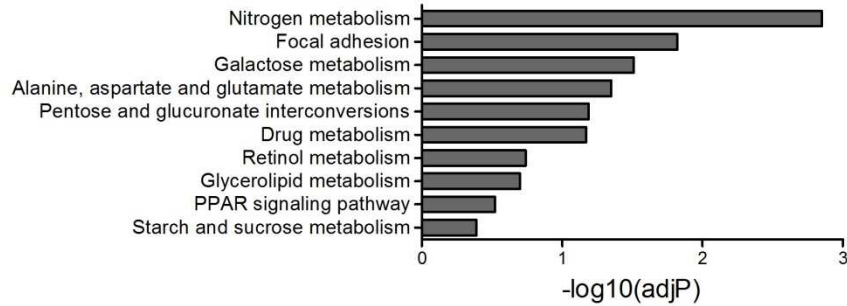 Nitrogen metabolism
Focal adhesion
Galactose metabolism
Alanine, aspartate and glutamate metabolism
Pentose and glucuronate interconversions
Drug metabolism
Retinol metabolism
Glycerolipid metabolism
PPAR signaling pathway
Starch and sucrose metabolism
0 1 2 3
-log10(adjP)